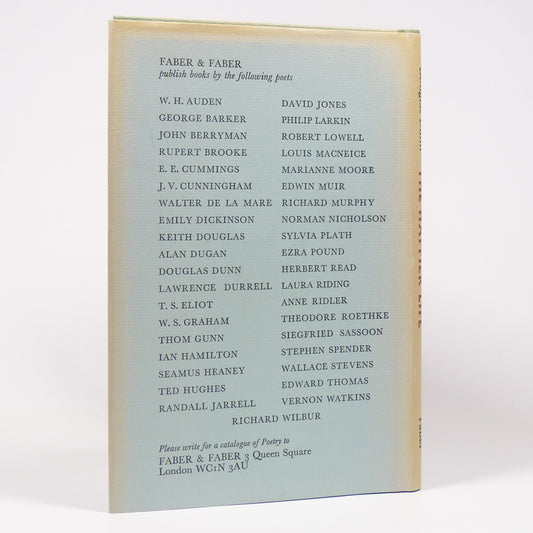 FABER & FABER
publish books by the following poets
W. H. AUDEN
GEORGE BARKER
JOHN BERRYMAN
RUPERT BROOKE
E. E. CUMMINGS
J. V. CUNNINGHAM
WALTER DE LA MARE
EMILY DICKINSON
KEITH DOUGLAS
ALAN DUGAN
DOUGLAS DUNN
LAWRENCE DURRELL
T. S. ELIOT
W. S. GRAHAM
THOM GUNN
IAN HAMILTON
SEAMUS HEANEY
TED HUGHES
RANDALL JARRELL
DAVID JONES
PHILIP LARKIN
ROBERT LOWELL
LOUIS MACNEICE
MARIANNE MOORE
EDWIN MUIR
RICHARD MURPHY
NORMAN NICHOLSON
SYLVIA PLATH
EZRA POUND
HERBERT READ
LAURA RIDING
ANNE RIDLER
THEODORE ROETHKE
SIEGFRIED SASSOON
STEPHEN SPENDER
WALLACE STEVENS
EDWARD THOMAS
VERNON WATKINS
RICHARD WILBUR
Please write for a catalogue of Poetry to
FABER & FABER 3 Queen Square
London WC1N 3AU
THE HAPPIER LIFE
Faber